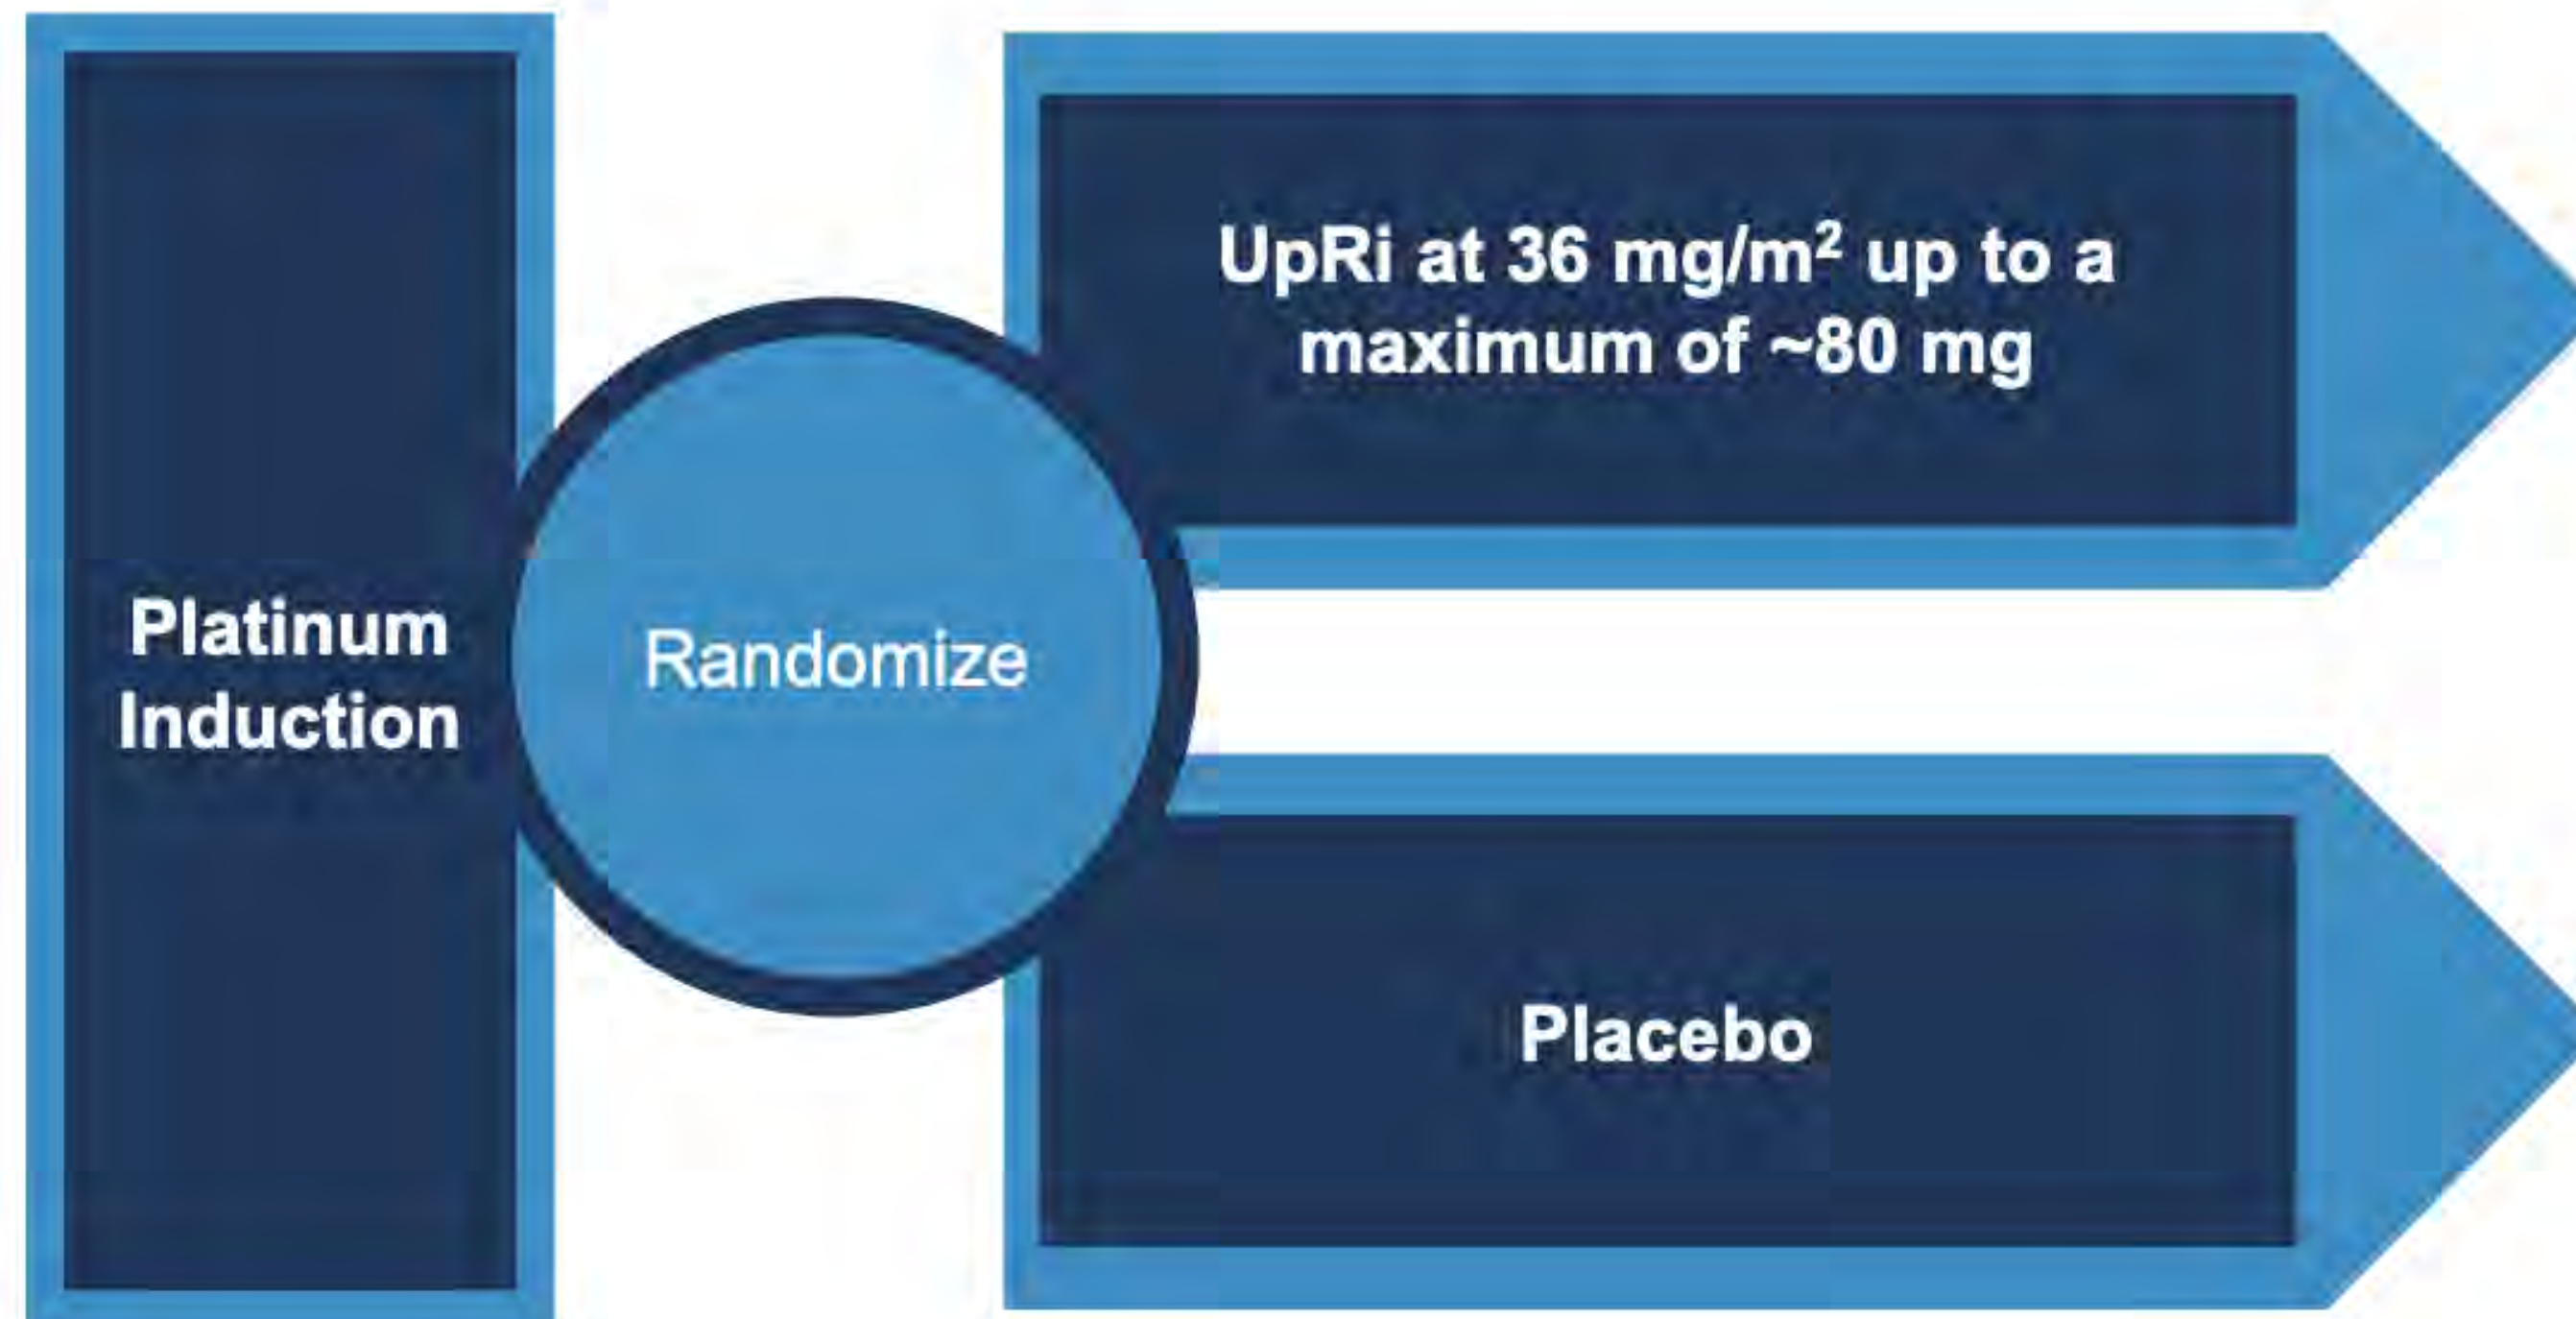 Platinum
Induction
Randomize
UpRi at 36 mg/m² up to a
maximum of ~80 mg
Placebo